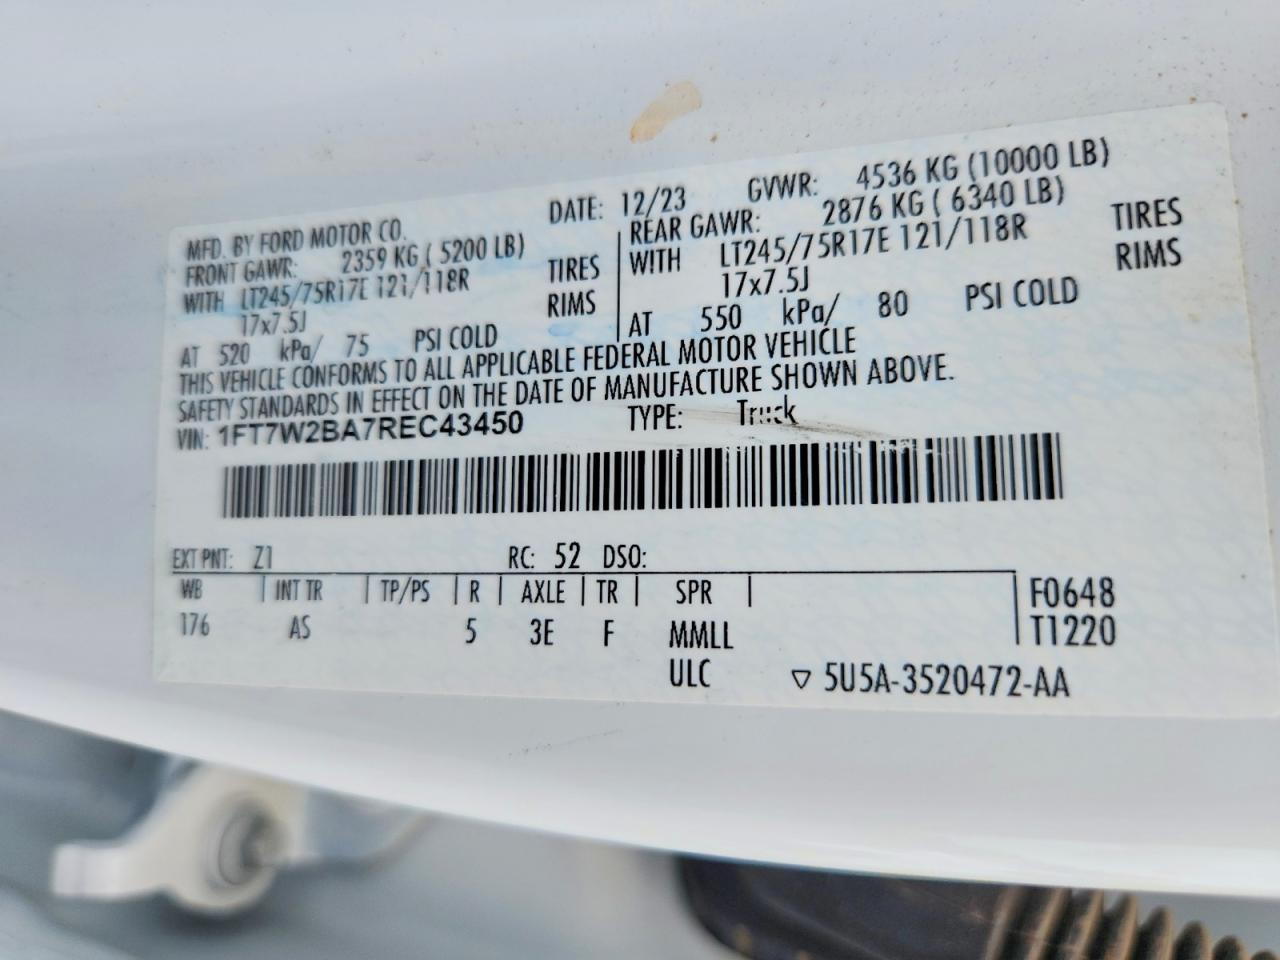 MFD. BY FORD MOTOR CO. DATE: 12/23 GVWR: 4536 KG (10000 LB)
FRONT GAWR: 2359 KG ( 5200 LB) REAR GAWR: 2876 KG ( 6340 LB)
WITH LT245/75R17E 121/118R TIRES WITH LT245/75R17E 121/118R TIRES
17x7.5J RIMS 17x7.5J RIMS
AT 520 kPa/ 75 PSI COLD AT 550 kPa/ 80 PSI COLD
THIS VEHICLE CONFORMS TO ALL APPLICABLE FEDERAL MOTOR VEHICLE
SAFETY STANDARDS IN EFFECT ON THE DATE OF MANUFACTURE SHOWN ABOVE.
VIN: 1FT7W2BA7REC43450 TYPE: Truck
EXT PNT: Z1 RC: 52 DSO:
WB INT TR TP/PS R AXLE TR SPR F0648
176 AS 5 3E F MMLL T1220
ULC ▽ 5U5A-3520472-AA